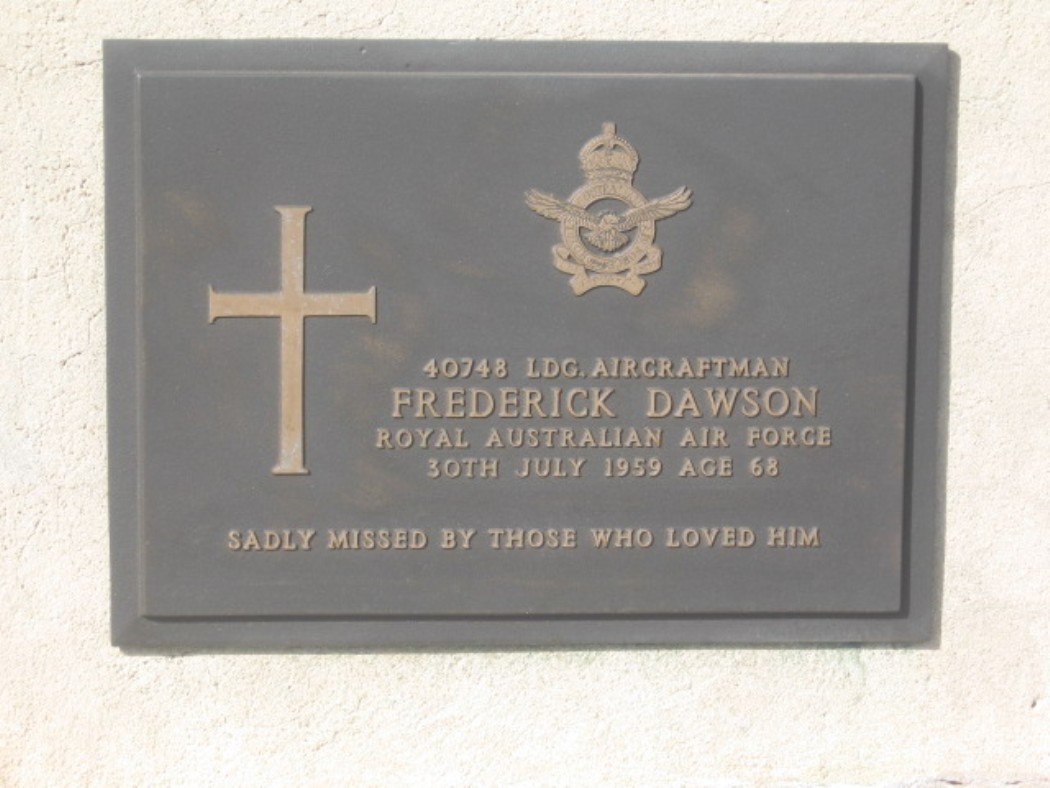 40748 LDG. AIRCRAFTMAN
FREDERICK DAWSON
ROYAL AUSTRALIAN AIR FORCE
30TH JULY 1959 AGE 68
SADLY MISSED BY THOSE WHO LOVED HIM